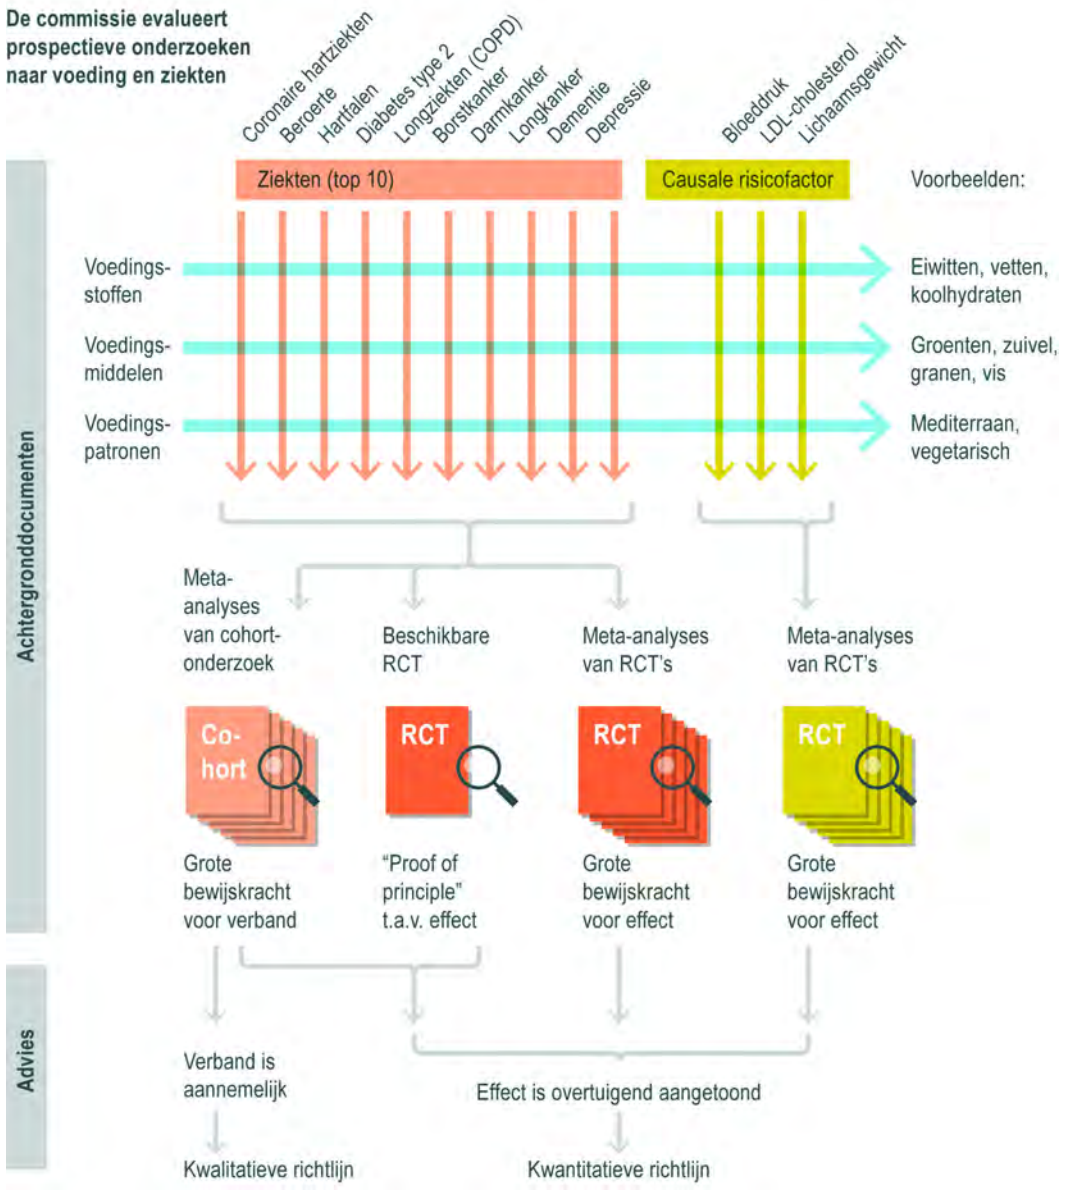 De commissie evalueert
prospectieve onderzoeken
naar voeding en ziekten
Coronaire hartziekten
Beroerte
Hartfalen
Diabetes type 2
Longziekten (COPD)
Borstkanker
Darmkanker
Longkanker
Dementie
Depressie
Bloeddruk
LDL-cholesterol
Lichaamsgewicht
Ziekten (top 10)
Causale risicofactor
Voorbeelden:
Achtergronddocumenten
Voedings-
stoffen
Eiwitten, vetten,
koolhydraten
Voedings-
middelen
Groenten, zuivel,
granen, vis
Voedings-
patronen
Mediterraan,
vegetarisch
Meta-
analyses
van cohort-
onderzoek
Beschikbare
RCT
Meta-analyses
van RCT's
Meta-analyses
van RCT's
Co-
hort
RCT
RCT
RCT
Grote
bewijskracht
voor verband
“Proof of
principle”
t.a.v. effect
Grote
bewijskracht
voor effect
Grote
bewijskracht
voor effect
Advies
Verband is
aannemelijk
Effect is overtuigend aangetoond
Kwalitatieve richtlijn
Kwantitatieve richtlijn